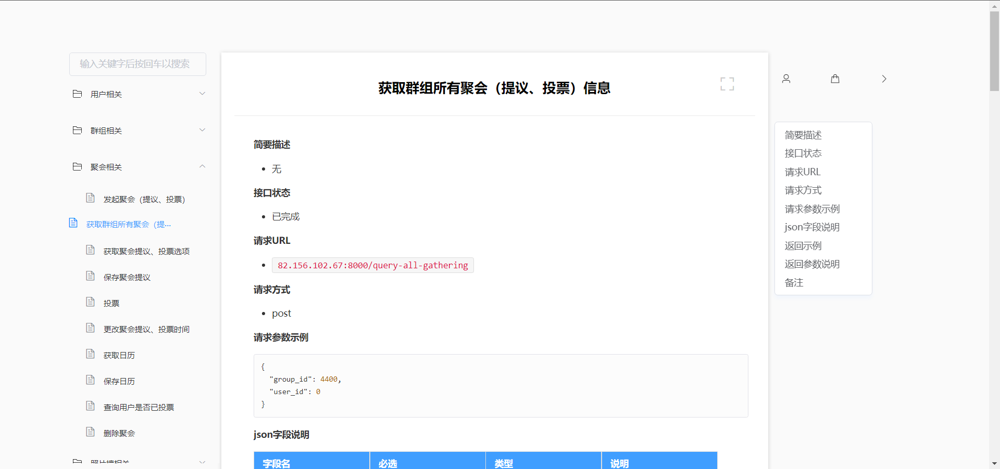 输入关键字后按回车以搜索
用户相关
群组相关
聚会相关
发起聚会（提议、投票）
获取群组所有聚会（提...
获取聚会提议、投票选项
保存聚会提议
投票
更改聚会提议、投票时间
获取日历
保存日历
查询用户是否已投票
删除聚会
照片墙相关
获取群组所有聚会（提议、投票）信息
简要描述
无
接口状态
已完成
请求URL
82.156.102.67:8000/query-all-gathering
请求方式
post
请求参数示例
{
"group_id": 4400,
"user_id": 0
}
json字段说明
字段名 必选 类型 说明
简要描述
接口状态
请求URL
请求方式
请求参数示例
json字段说明
返回示例
返回参数说明
备注